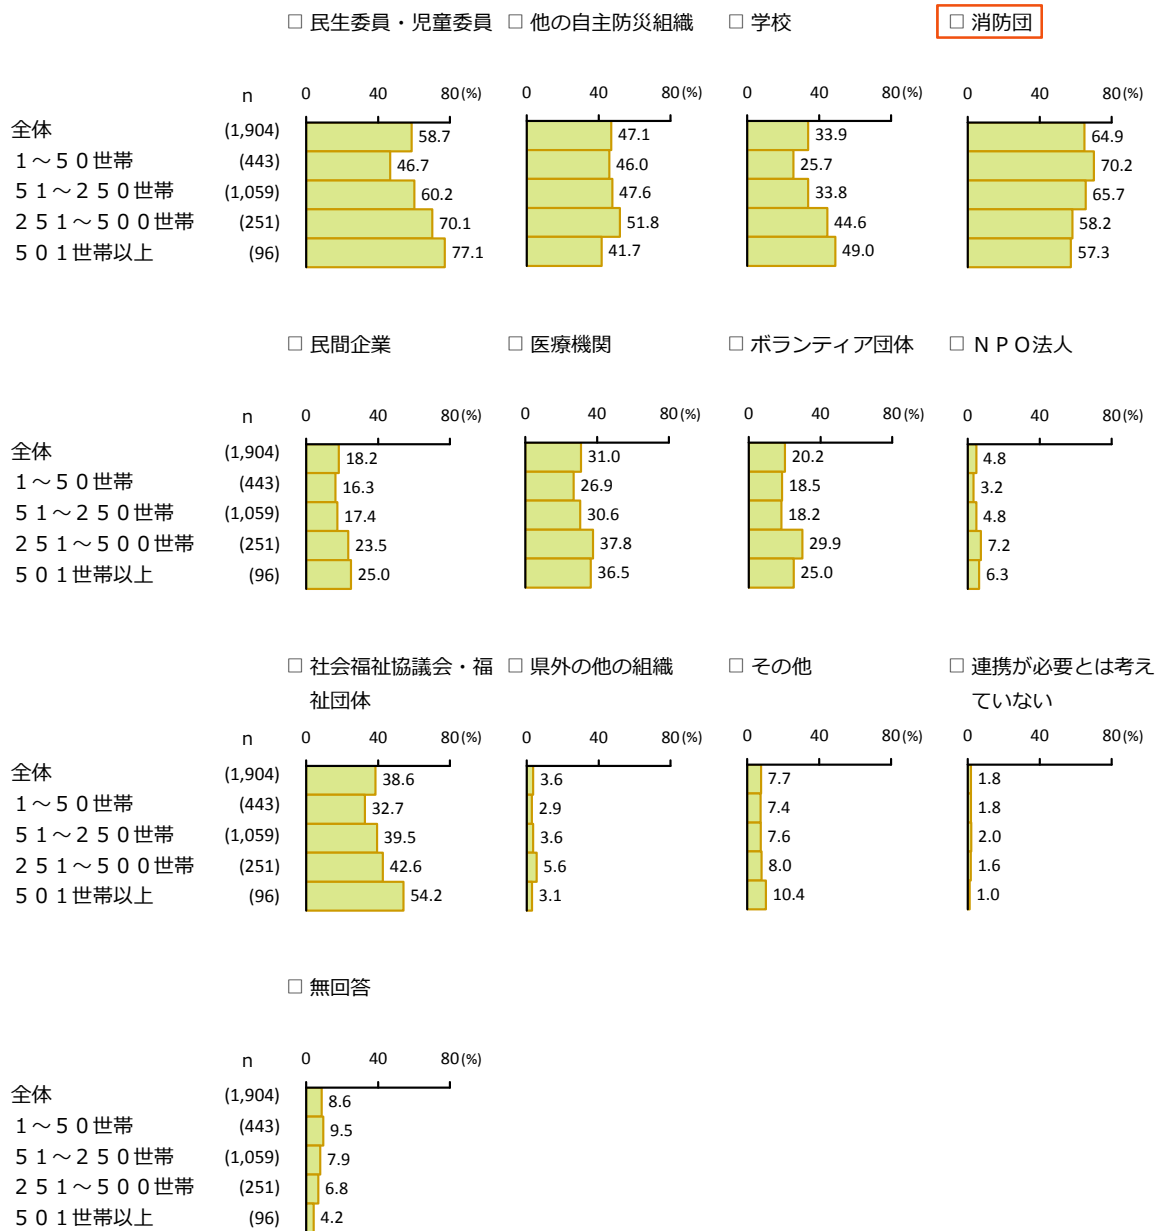 □ 民生委員・児童委員 □ 他の自主防災組織 □ 学校 □ 消防団
n 0 40 80(%) 0 40 80(%) 0 40 80(%) 0 40 80(%)
全体 (1,904) 58.7 47.1 33.9 64.9
1～50世帯 (443) 46.7 46.0 25.7 70.2
51～250世帯 (1,059) 60.2 47.6 33.8 65.7
251～500世帯 (251) 70.1 51.8 44.6 58.2
501世帯以上 (96) 77.1 41.7 49.0 57.3
□ 民間企業 □ 医療機関 □ ボランティア団体 □ NPO法人
n 0 40 80(%) 0 40 80(%) 0 40 80(%) 0 40 80(%)
全体 (1,904) 18.2 31.0 20.2 4.8
1～50世帯 (443) 16.3 26.9 18.5 3.2
51～250世帯 (1,059) 17.4 30.6 18.2 4.8
251～500世帯 (251) 23.5 37.8 29.9 7.2
501世帯以上 (96) 25.0 36.5 25.0 6.3
□ 社会福祉協議会・福 □ 県外の他の組織 □ その他 □ 連携が必要とは考え
祉団体 ていない
n 0 40 80(%) 0 40 80(%) 0 40 80(%) 0 40 80(%)
全体 (1,904) 38.6 3.6 7.7 1.8
1～50世帯 (443) 32.7 2.9 7.4 1.8
51～250世帯 (1,059) 39.5 3.6 7.6 2.0
251～500世帯 (251) 42.6 5.6 8.0 1.6
501世帯以上 (96) 54.2 3.1 10.4 1.0
□ 無回答
n 0 40 80(%)
全体 (1,904) 8.6
1～50世帯 (443) 9.5
51～250世帯 (1,059) 7.9
251～500世帯 (251) 6.8
501世帯以上 (96) 4.2